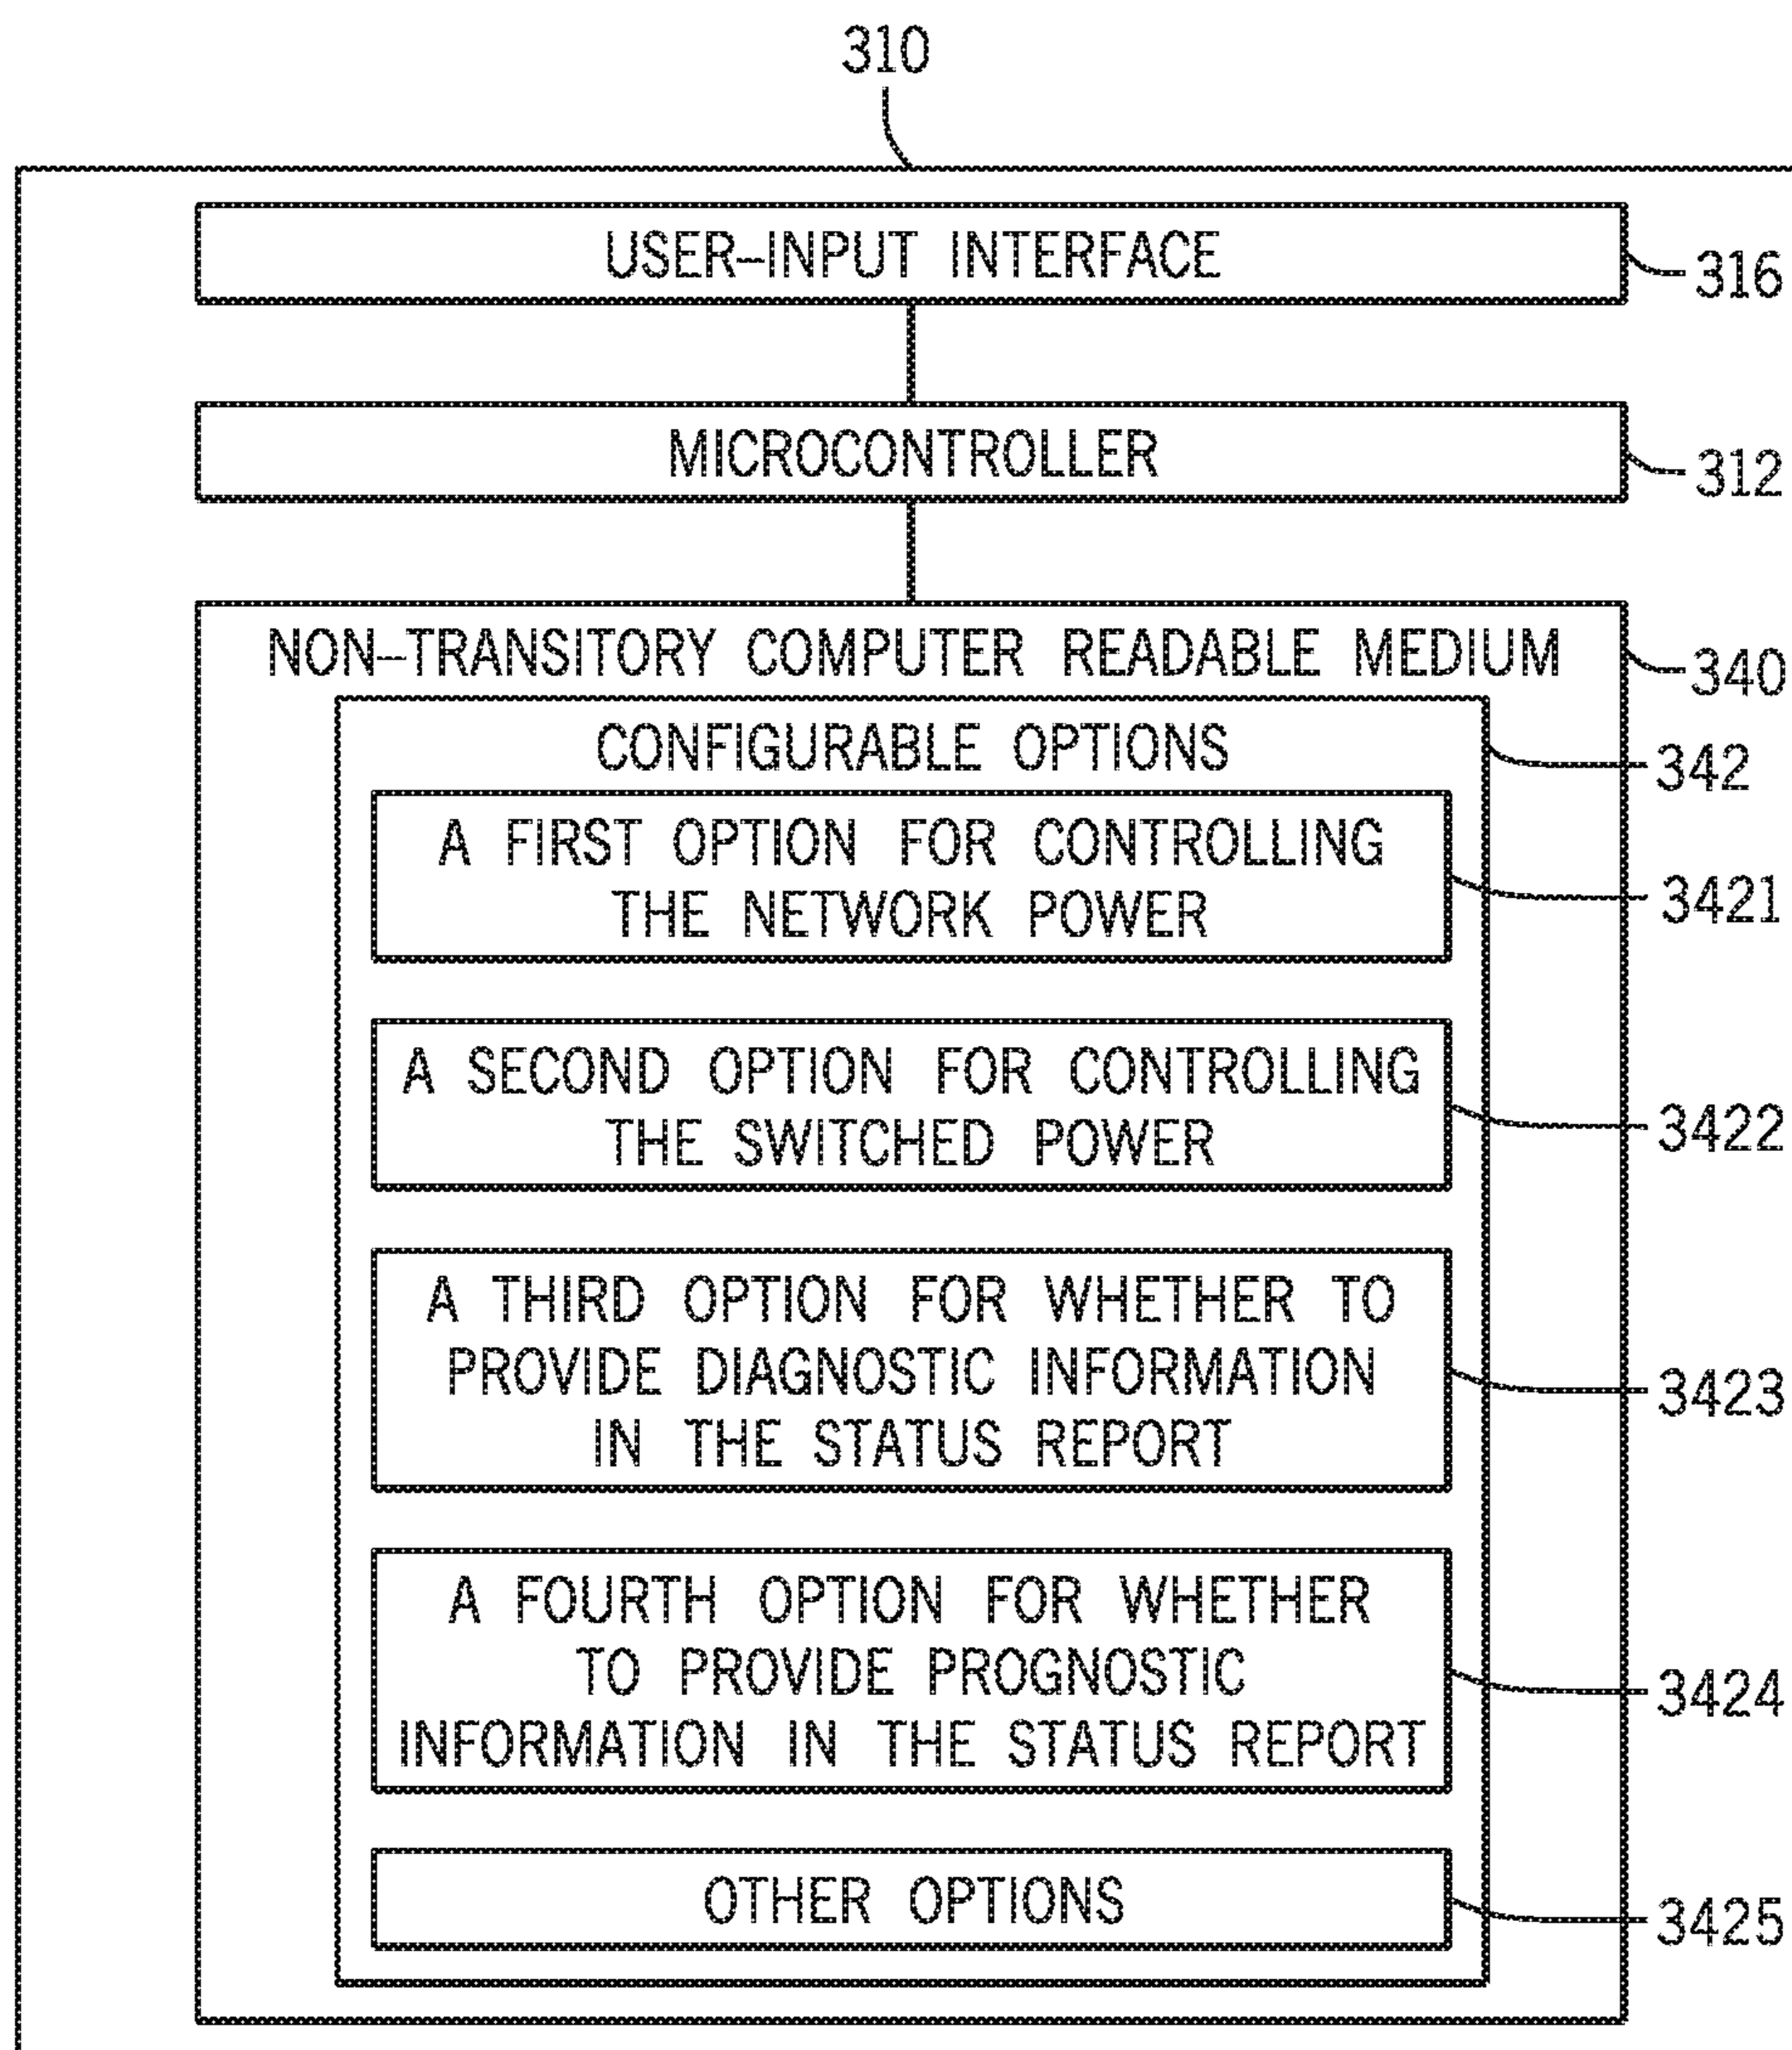 310
USER-INPUT INTERFACE
316
MICROCONTROLLER
312
NON-TRANSITORY COMPUTER READABLE MEDIUM
340
CONFIGURABLE OPTIONS
342
A FIRST OPTION FOR CONTROLLING
THE NETWORK POWER
3421
A SECOND OPTION FOR CONTROLLING
THE SWITCHED POWER
3422
A THIRD OPTION FOR WHETHER TO
PROVIDE DIAGNOSTIC INFORMATION
IN THE STATUS REPORT
3423
A FOURTH OPTION FOR WHETHER
TO PROVIDE PROGNOSTIC
INFORMATION IN THE STATUS REPORT
3424
OTHER OPTIONS
3425